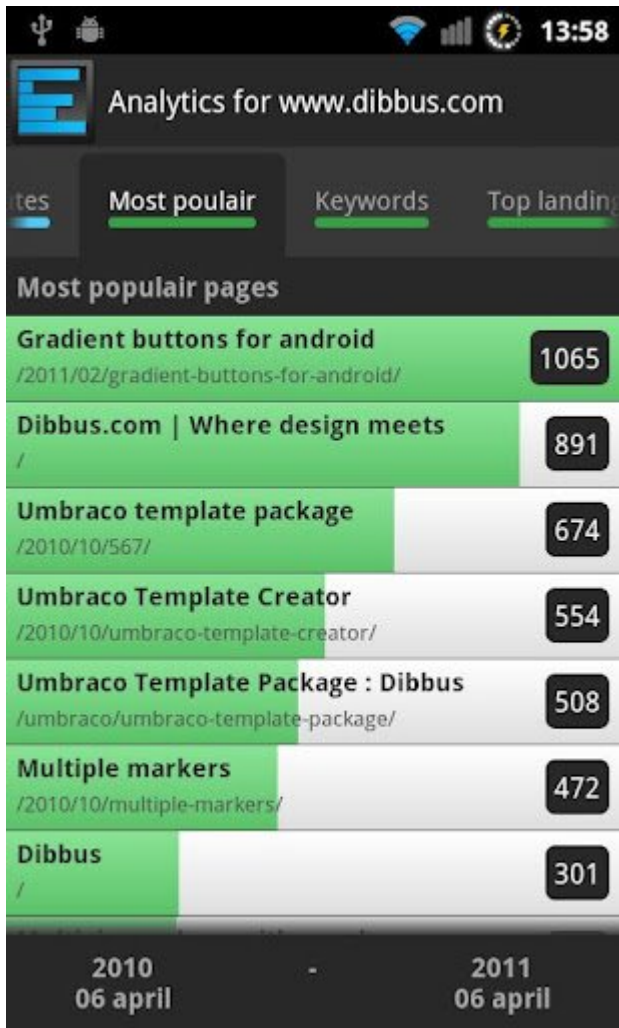 13:58
Analytics for www.dibbus.com
tes Most poulair Keywords Top landing
Most populair pages
Gradient buttons for android
/2011/02/gradient-buttons-for-android/
1065
Dibbus.com | Where design meets
/
891
Umbraco template package
/2010/10/567/
674
Umbraco Template Creator
/2010/10/umbraco-template-creator/
554
Umbraco Template Package : Dibbus
/umbraco/umbraco-template-package/
508
Multiple markers
/2010/10/multiple-markers/
472
Dibbus
/
301
2010 - 2011
06 april 06 april